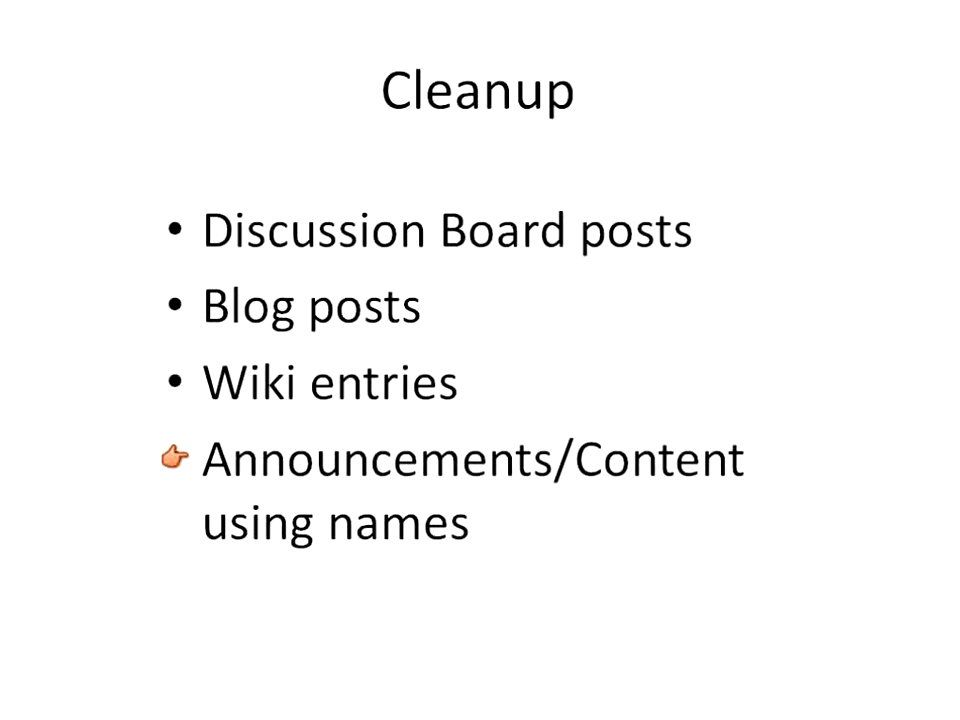 Cleanup
• Discussion Board posts
• Blog posts
• Wiki entries
Announcements/Content
using names